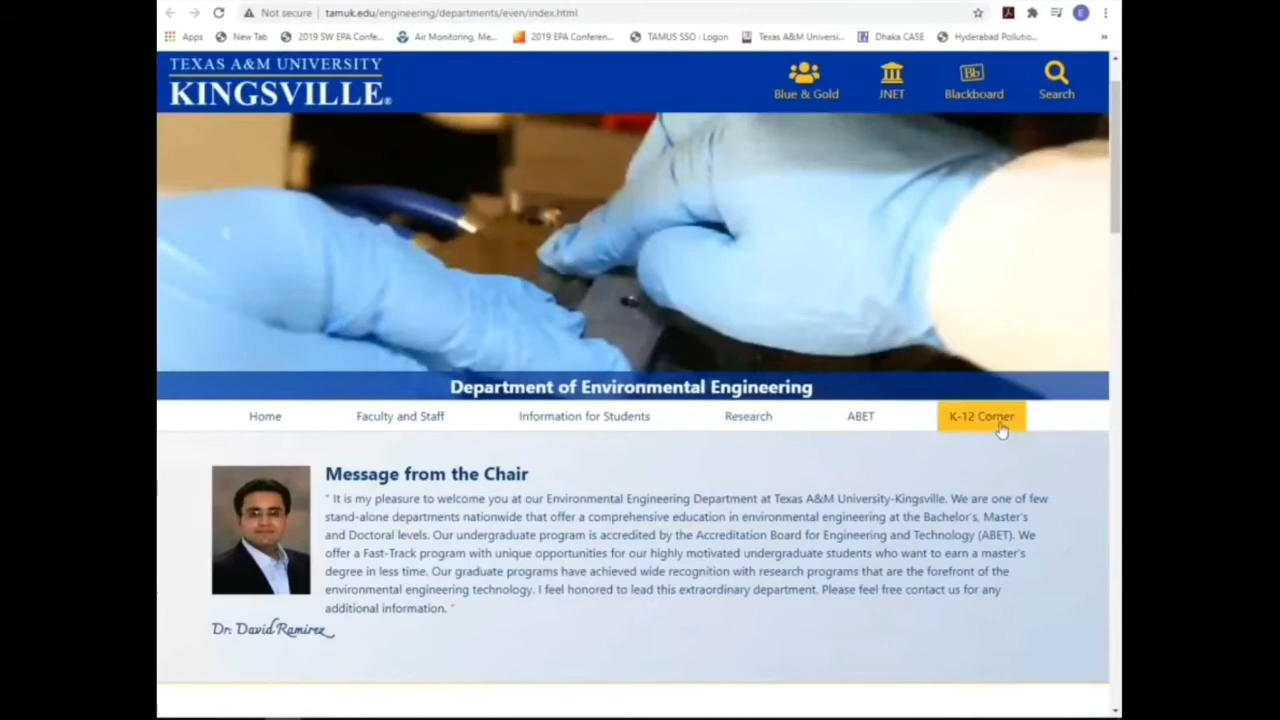 Not secure | tamuk.edu/engineering/departments/even/index.html
E
Apps New Tab 2019 SW EPA Confe... Air Monitoring, Me... 2019 EPA Conferen... TAMUS SSO : Logon Texas A&M Universi... Dhaka CASE Hyderabad Pollutio... »
TEXAS A&M UNIVERSITY
KINGSVILLE®
Blue & Gold JNET Bb Blackboard Search
Department of Environmental Engineering
Home Faculty and Staff Information for Students Research ABET K-12 Corner
Message from the Chair
" It is my pleasure to welcome you at our Environmental Engineering Department at Texas A&M University-Kingsville. We are one of few
stand-alone departments nationwide that offer a comprehensive education in environmental engineering at the Bachelor's, Master's
and Doctoral levels. Our undergraduate program is accredited by the Accreditation Board for Engineering and Technology (ABET). We
offer a Fast-Track program with unique opportunities for our highly motivated undergraduate students who want to earn a master's
degree in less time. Our graduate programs have achieved wide recognition with research programs that are the forefront of the
environmental engineering technology. I feel honored to lead this extraordinary department. Please feel free contact us for any
additional information. "
Dr. David Ramirez